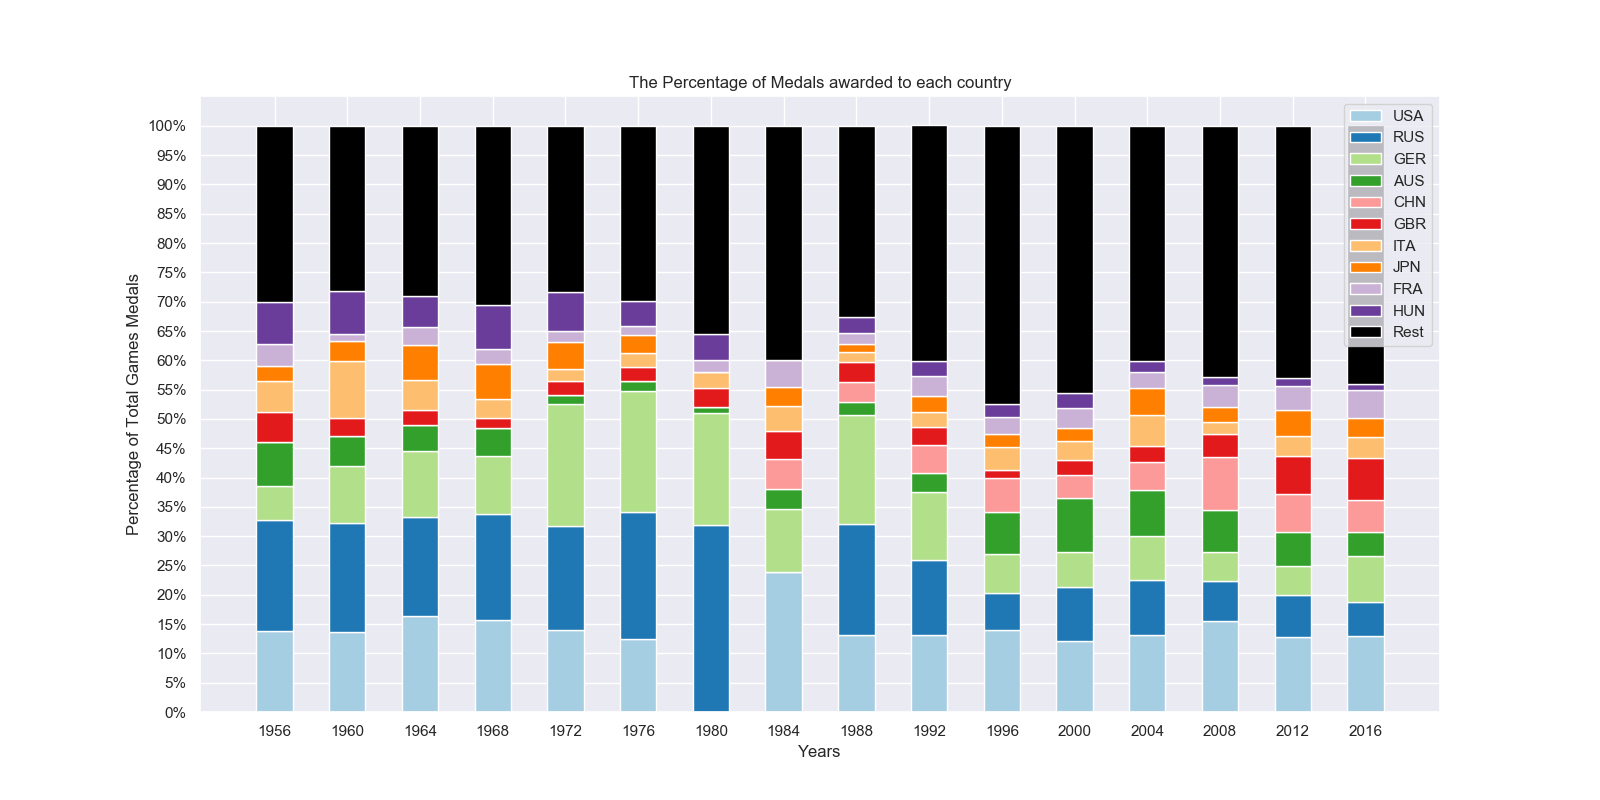 The Percentage of Medals awarded to each country
100%
95%
90%
85%
80%
75%
70%
65%
60%
55%
50%
45%
40%
35%
30%
25%
20%
15%
10%
5%
0%
Percentage of Total Games Medals
USA
RUS
GER
AUS
CHN
GBR
ITA
JPN
FRA
HUN
Rest
1956 1960 1964 1968 1972 1976 1980 1984 1988 1992 1996 2000 2004 2008 2012 2016
Years